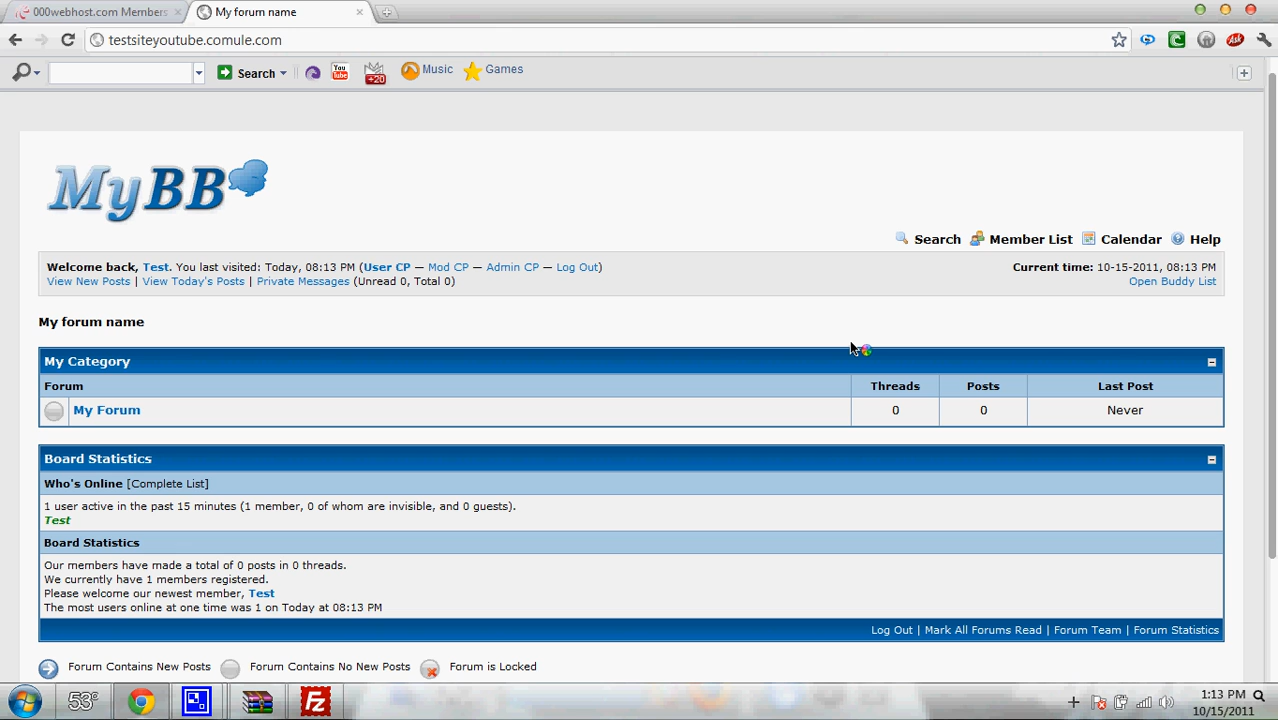 000webhost.com Members
My forum name
testsiteyoutube.comule.com
Ask
Search
You Tube
+20
Music
Games
MyBB
Search Member List Calendar Help
Welcome back, Test. You last visited: Today, 08:13 PM (User CP — Mod CP — Admin CP — Log Out)
Current time: 10-15-2011, 08:13 PM
View New Posts | View Today's Posts | Private Messages (Unread 0, Total 0)
Open Buddy List
My forum name
My Category
Forum Threads Posts Last Post
My Forum 0 0 Never
Board Statistics
Who's Online [Complete List]
1 user active in the past 15 minutes (1 member, 0 of whom are invisible, and 0 guests).
Test
Board Statistics
Our members have made a total of 0 posts in 0 threads.
We currently have 1 members registered.
Please welcome our newest member, Test
The most users online at one time was 1 on Today at 08:13 PM
Log Out | Mark All Forums Read | Forum Team | Forum Statistics
Forum Contains New Posts Forum Contains No New Posts Forum is Locked
53°
Fz
1:13 PM
10/15/2011